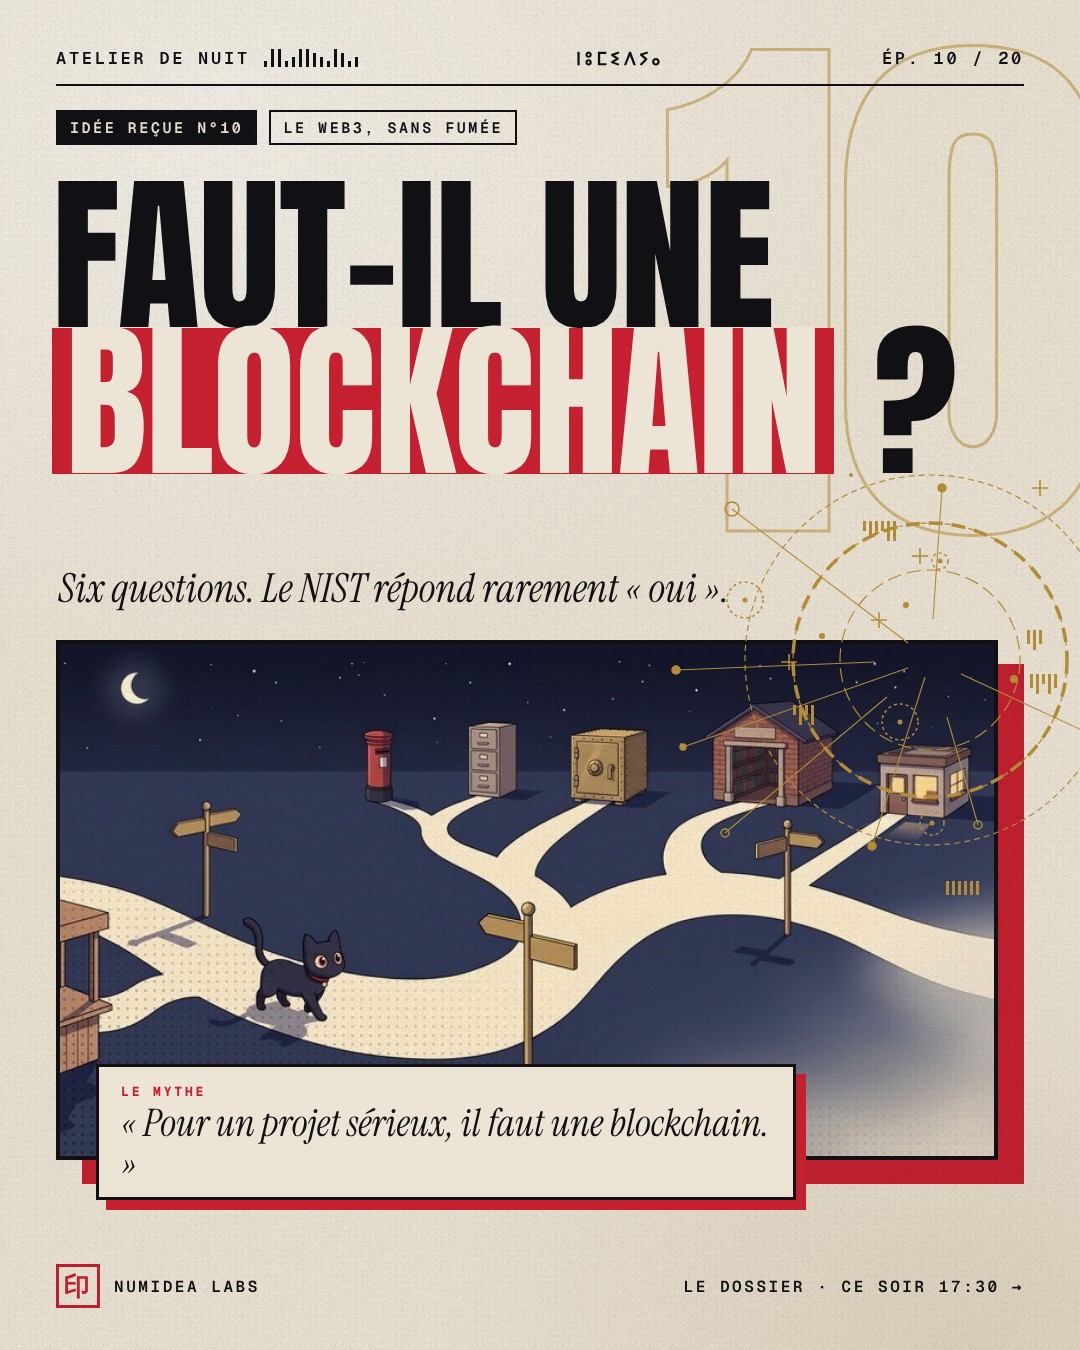 ATELIER DE NUIT
ÉP. 10 / 20
10
IDÉE REÇUE N°10
LE WEB3, SANS FUMÉE
FAUT-IL UNE
BLOCKCHAIN ?
Six questions. Le NIST répond rarement « oui ».
LE MYTHE
« Pour un projet sérieux, il faut une blockchain.
»
印 NUMIDEA LABS
LE DOSSIER · CE SOIR 17:30 →